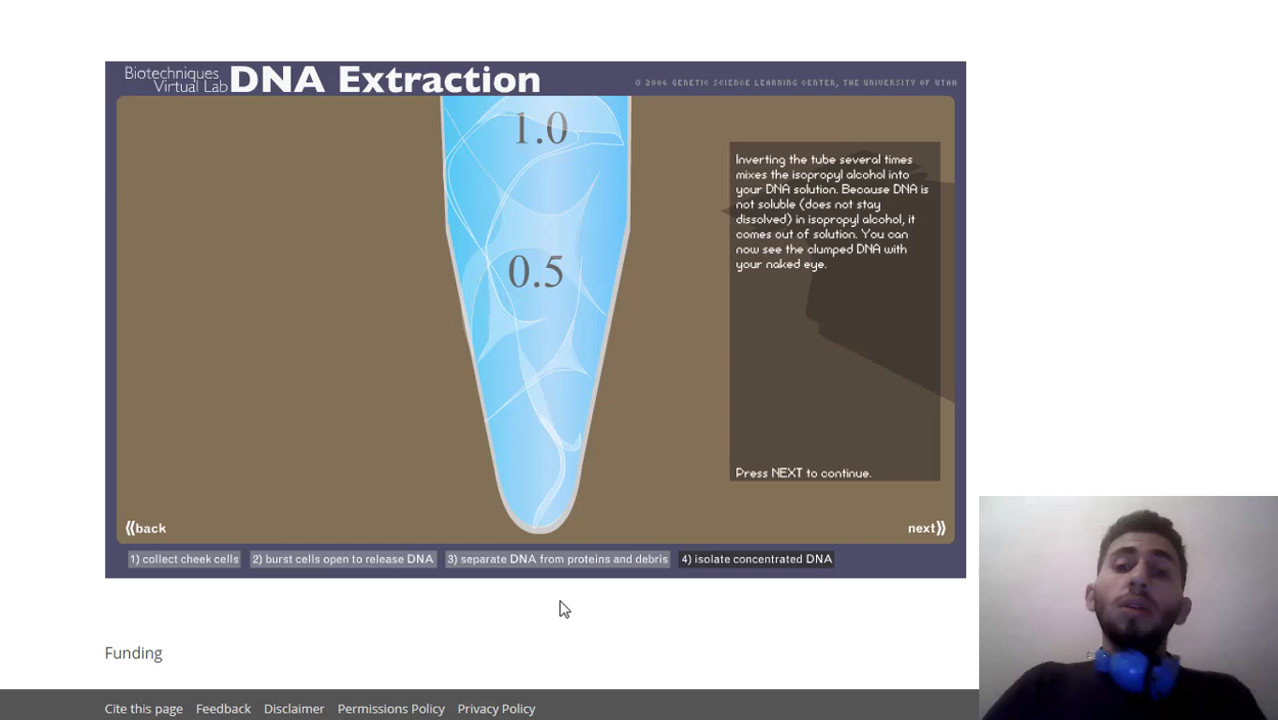 Biotechniques
Virtual Lab DNA Extraction
© 2006 GENETIC SCIENCE LEARNING CENTER, THE UNIVERSITY OF UTAH
1.0
0.5
Inverting the tube several times
mixes the isopropyl alcohol into
your DNA solution. Because DNA is
not soluble (does not stay
dissolved) in isopropyl alcohol, it
comes out of solution. You can
now see the clumped DNA with
your naked eye.
Press NEXT to continue.
⟪back
next⟫
1) collect cheek cells 2) burst cells open to release DNA 3) separate DNA from proteins and debris 4) isolate concentrated DNA
Funding
Cite this page Feedback Disclaimer Permissions Policy Privacy Policy